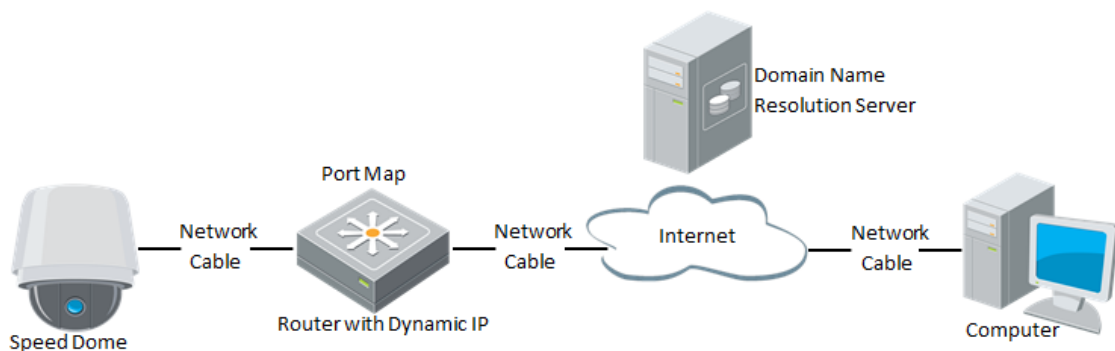 Domain Name
Resolution Server
Port Map
Network
Cable
Network
Cable
Internet
Network
Cable
Speed Dome
Router with Dynamic IP
Computer